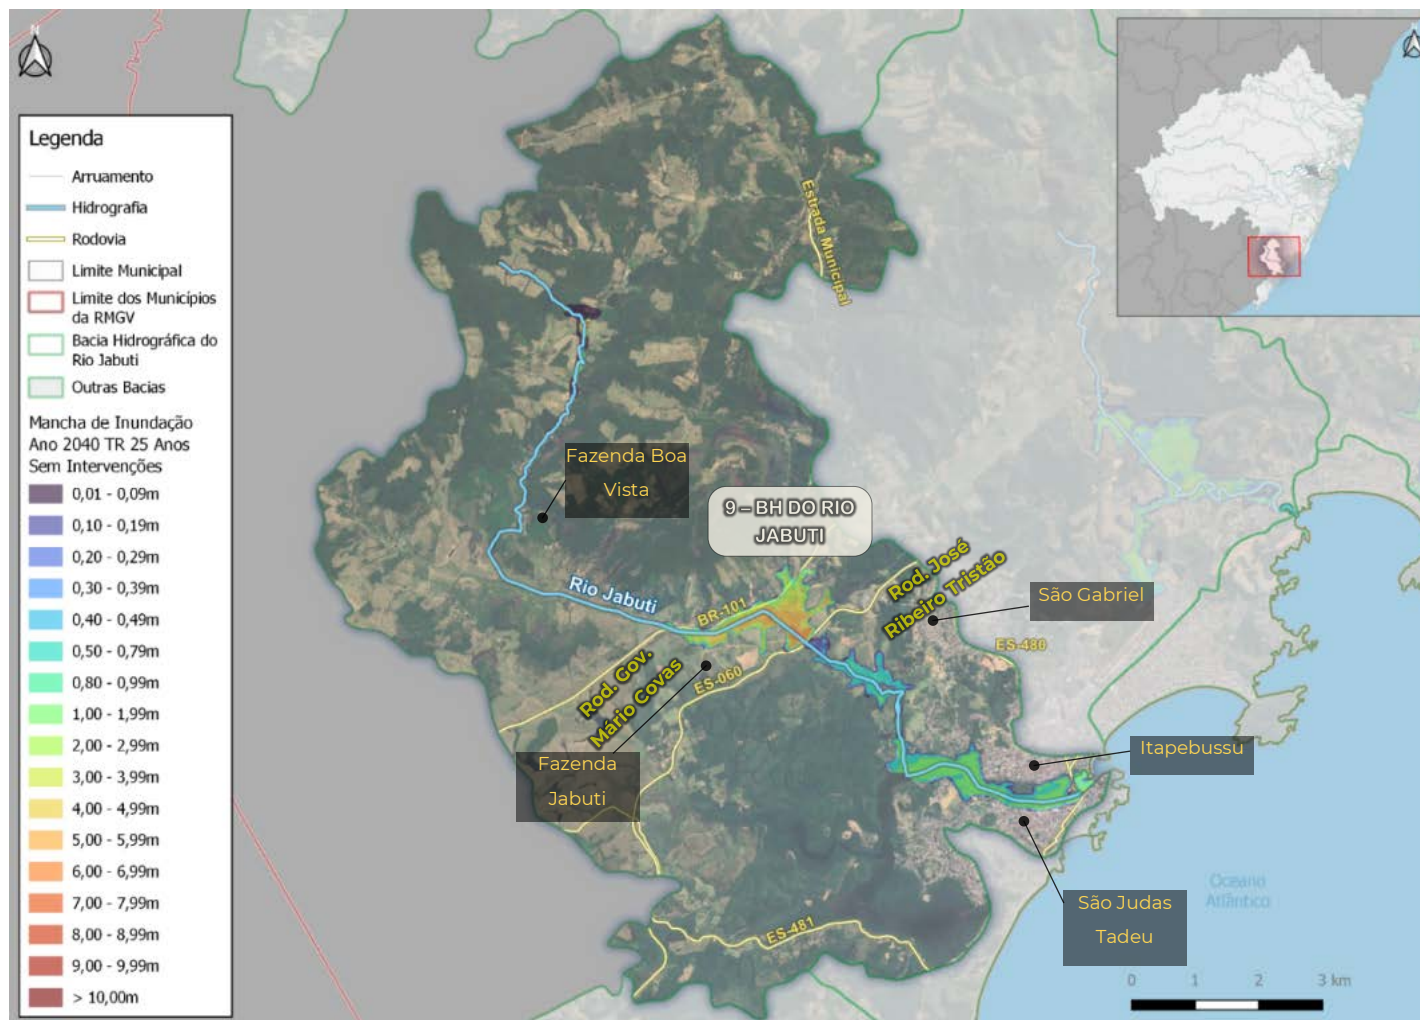 N
Legenda
Arruamento
Hidrografia
Rodovia
Limite Municipal
Limite dos Municípios
da RMGV
Bacia Hidrográfica do
Rio Jabuti
Outras Bacias
Mancha de Inundação
Ano 2040 TR 25 Anos
Sem Intervenções
0,01 - 0,09m
0,10 - 0,19m
0,20 - 0,29m
0,30 - 0,39m
0,40 - 0,49m
0,50 - 0,79m
0,80 - 0,99m
1,00 - 1,99m
2,00 - 2,99m
3,00 - 3,99m
4,00 - 4,99m
5,00 - 5,99m
6,00 - 6,99m
7,00 - 7,99m
8,00 - 8,99m
9,00 - 9,99m
> 10,00m
Estrada Municipal
Fazenda Boa
Vista
9 – BH DO RIO
JABUTI
Rio Jabuti
BR-101
Rod. José
Ribeiro Tristão
São Gabriel
ES-480
Rod. Gov.
Mário Covas
ES-060
Fazenda
Jabuti
Itapebussu
São Judas
Tadeu
ES-481
Oceano
Atlântico
0 1 2 3 km
N